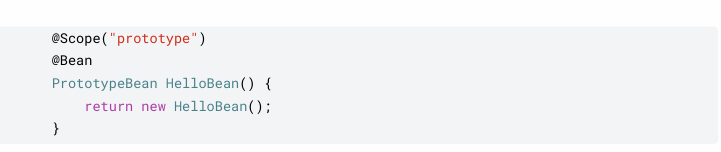 @Scope("prototype")
@Bean
PrototypeBean HelloBean() {
    return new HelloBean();
}